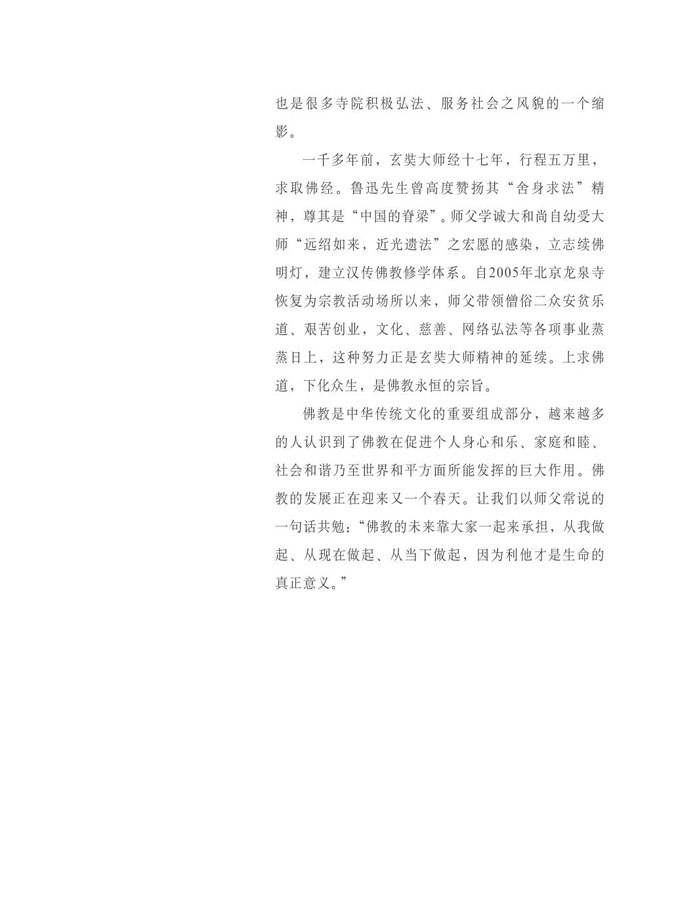 也是很多寺院积极弘法、服务社会之风貌的一个缩
影。
一千多年前，玄奘大师经十七年，行程五万里，
求取佛经。鲁迅先生曾高度赞扬其“舍身求法”精
神，尊其是“中国的脊梁”。师父学诚大和尚自幼受大
师“远绍如来，近光遗法”之宏愿的感染，立志续佛
明灯，建立汉传佛教修学体系。自2005年北京龙泉寺
恢复为宗教活动场所以来，师父带领僧俗二众安贫乐
道、艰苦创业，文化、慈善、网络弘法等各项事业蒸
蒸日上，这种努力正是玄奘大师精神的延续。上求佛
道，下化众生，是佛教永恒的宗旨。
佛教是中华传统文化的重要组成部分，越来越多
的人认识到了佛教在促进个人身心和乐、家庭和睦、
社会和谐乃至世界和平方面所能发挥的巨大作用。佛
教的发展正在迎来又一个春天。让我们以师父常说的
一句话共勉：“佛教的未来靠大家一起来承担，从我做
起、从现在做起、从当下做起，因为利他才是生命的
真正意义。”